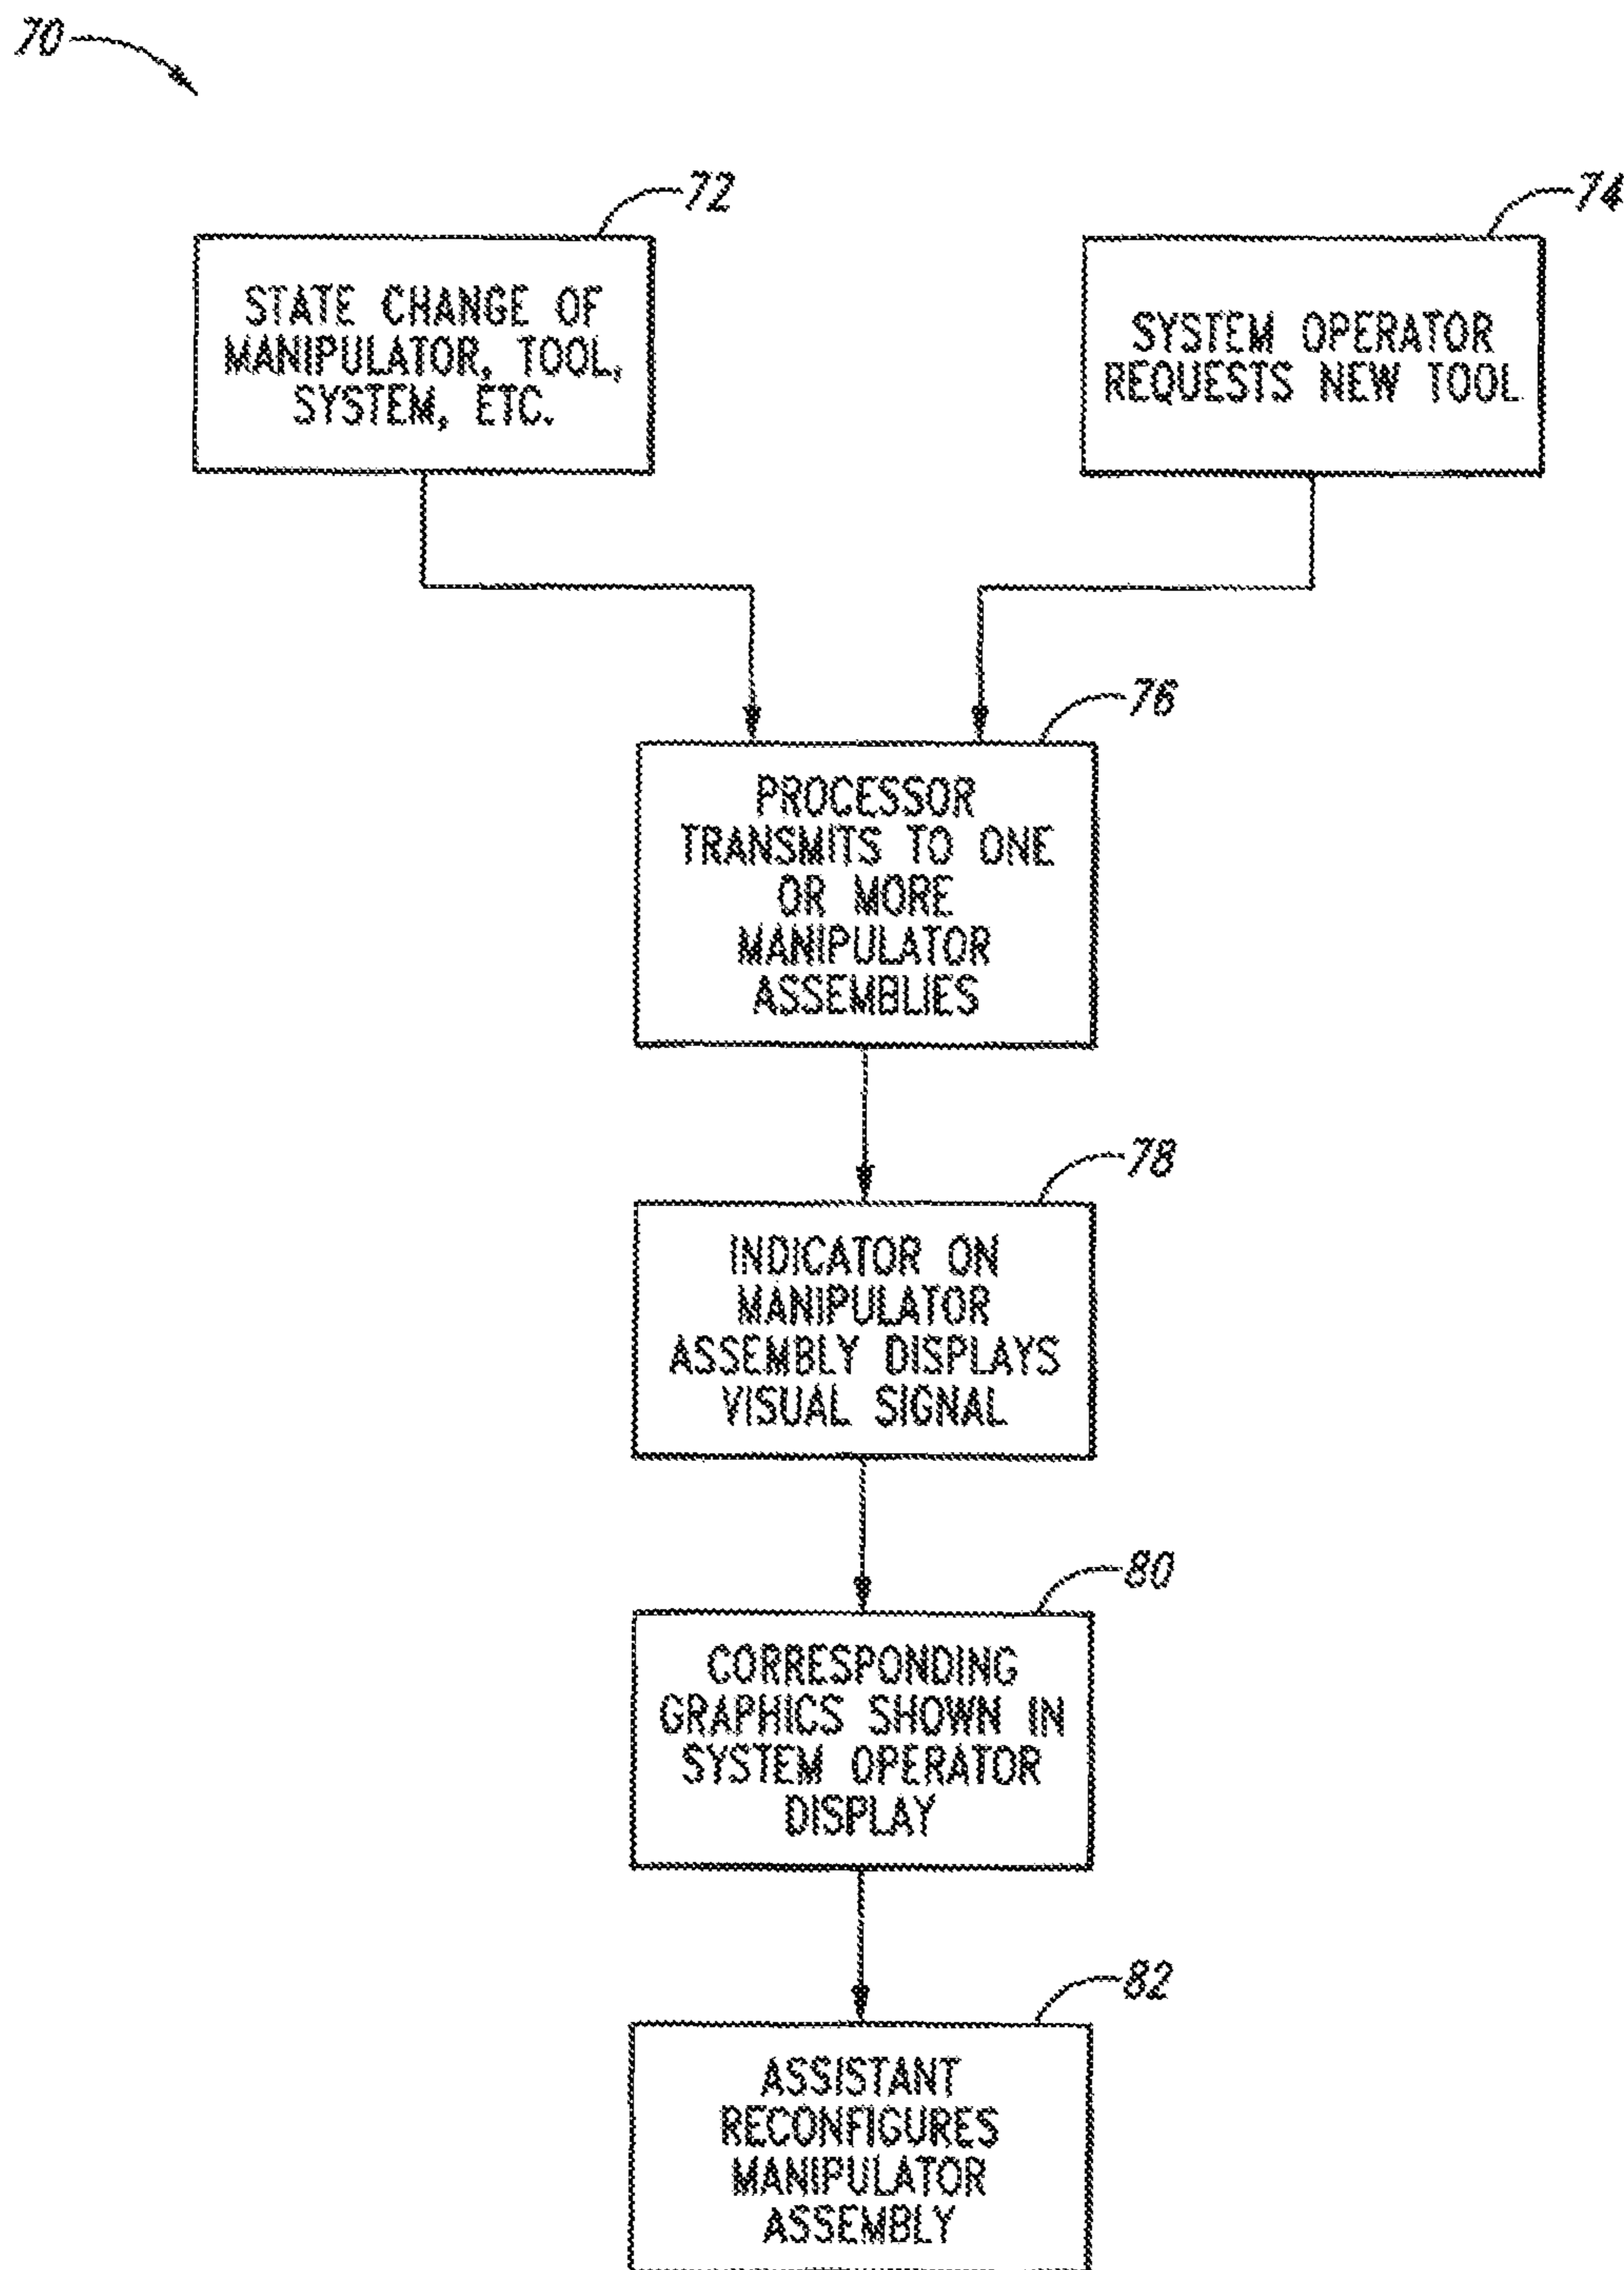 70
72
74
STATE CHANGE OF
MANIPULATOR, TOOL,
SYSTEM, ETC.
SYSTEM OPERATOR
REQUESTS NEW TOOL
76
PROCESSOR
TRANSMITS TO ONE
OR MORE
MANIPULATOR
ASSEMBLIES
78
INDICATOR ON
MANIPULATOR
ASSEMBLY DISPLAYS
VISUAL SIGNAL
80
CORRESPONDING
GRAPHICS SHOWN IN
SYSTEM OPERATOR
DISPLAY
82
ASSISTANT
RECONFIGURES
MANIPULATOR
ASSEMBLY